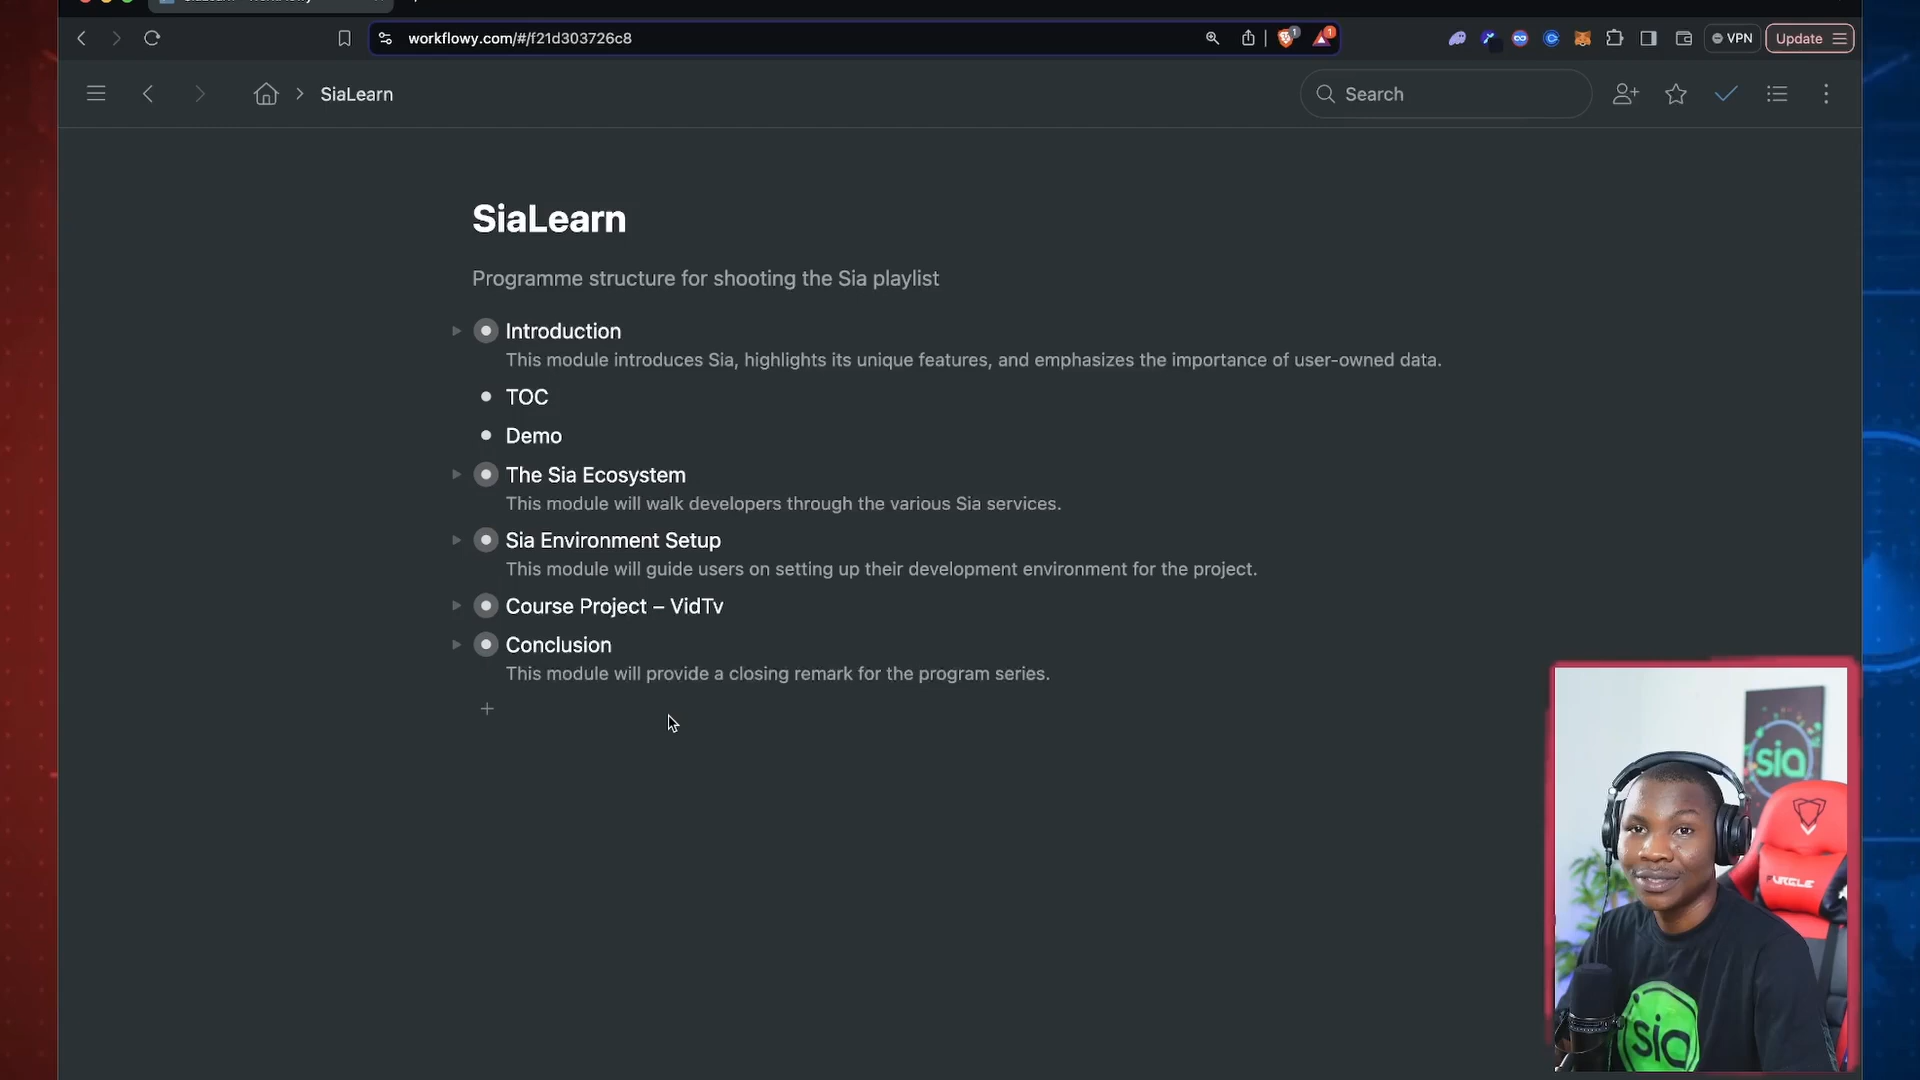 workflowy.com/#/f21d303726c8
1
1
VPN
Update
SiaLearn
Search
SiaLearn
Programme structure for shooting the Sia playlist
Introduction
This module introduces Sia, highlights its unique features, and emphasizes the importance of user-owned data.
TOC
Demo
The Sia Ecosystem
This module will walk developers through the various Sia services.
Sia Environment Setup
This module will guide users on setting up their development environment for the project.
Course Project – VidTv
Conclusion
This module will provide a closing remark for the program series.
sia
sia